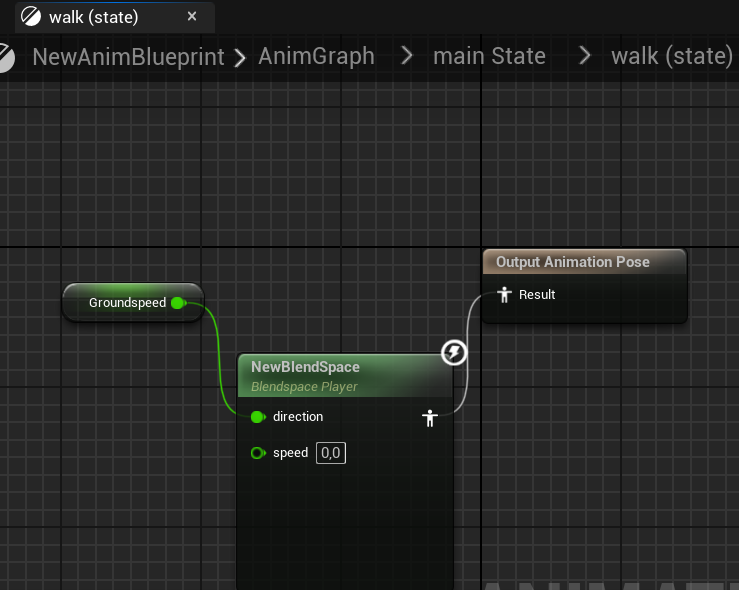 walk (state)
NewAnimBlueprint > AnimGraph > main State > walk (state)
Output Animation Pose
Result
Groundspeed
NewBlendSpace
Blendspace Player
direction
speed 0,0